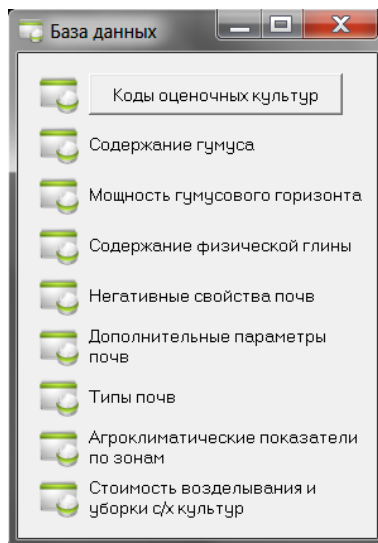 База данных
Коды оценочных культур
Содержание гумуса
Мощность гумусового горизонта
Содержание физической глины
Негативные свойства почв
Дополнительные параметры
почв
Типы почв
Агроклиматические показатели
по зонам
Стоимость возделывания и
уборки с/х культур